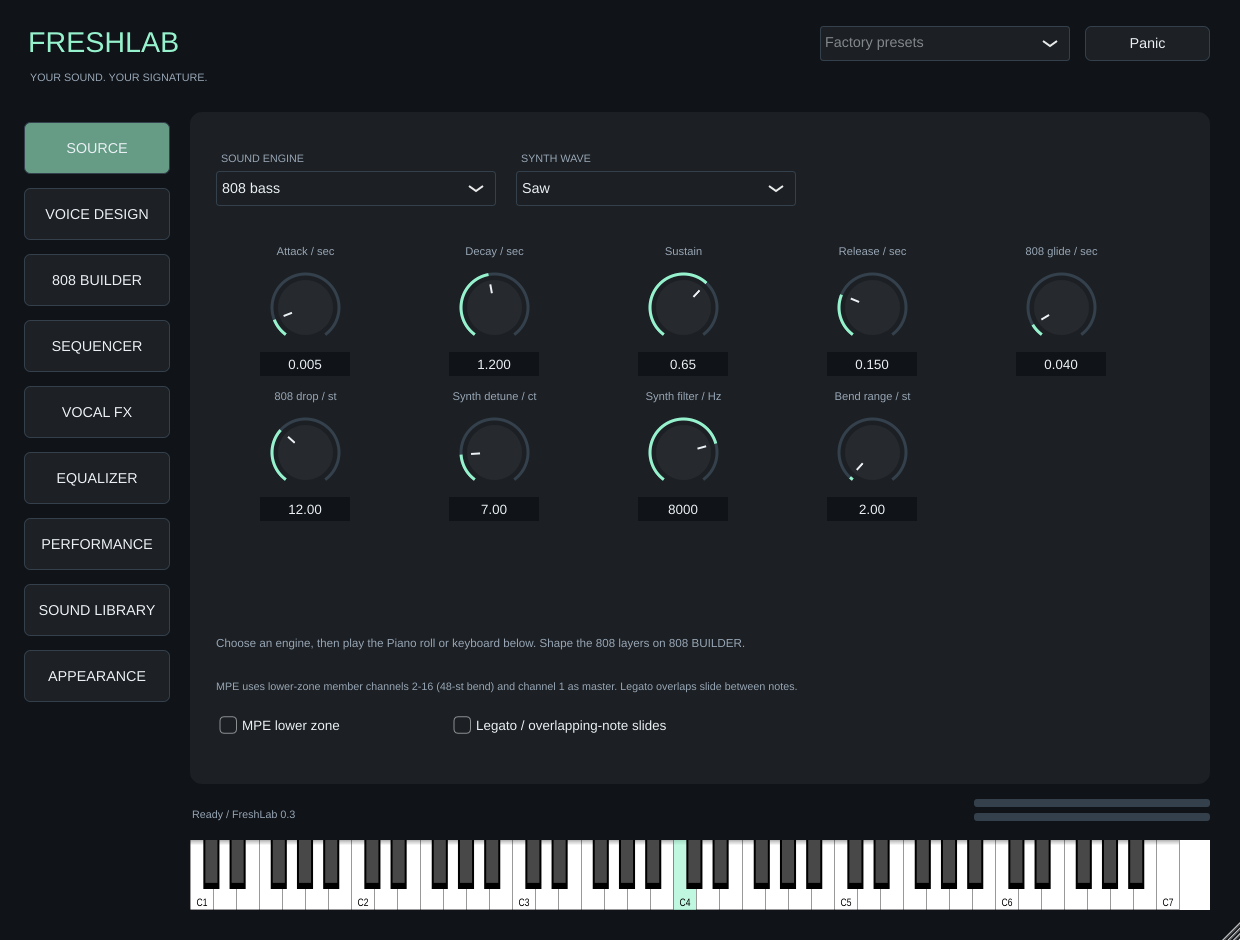 FRESHLAB
Factory presets
Panic
YOUR SOUND. YOUR SIGNATURE.
SOURCE
VOICE DESIGN
808 BUILDER
SEQUENCER
VOCAL FX
EQUALIZER
PERFORMANCE
SOUND LIBRARY
APPEARANCE
SOUND ENGINE
SYNTH WAVE
808 bass
Saw
Attack / sec
Decay / sec
Sustain
Release / sec
808 glide / sec
0.005
1.200
0.65
0.150
0.040
808 drop / st
Synth detune / ct
Synth filter / Hz
Bend range / st
12.00
7.00
8000
2.00
Choose an engine, then play the Piano roll or keyboard below. Shape the 808 layers on 808 BUILDER.
MPE uses lower-zone member channels 2-16 (48-st bend) and channel 1 as master. Legato overlaps slide between notes.
MPE lower zone
Legato / overlapping-note slides
Ready / FreshLab 0.3
C1
C2
C3
C4
C5
C6
C7